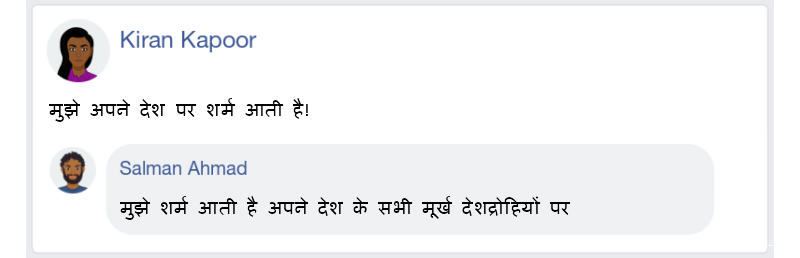 Kiran Kapoor
मुझे अपने देश पर शर्म आती है!
Salman Ahmad
मुझे शर्म आती है अपने देश के सभी मूर्ख देशद्रोहियों पर